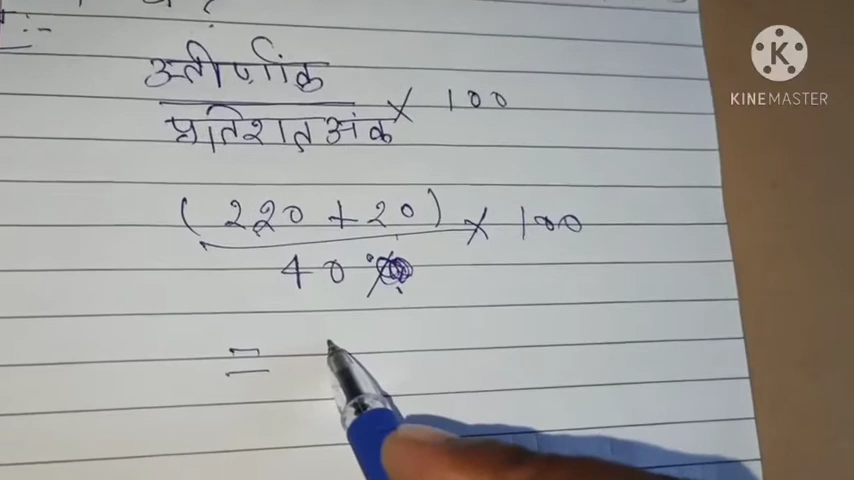 KINEMASTER
उत्तीर्णांक
प्रतिशत अंक × 100
(220 + 20) × 100
40 %
=